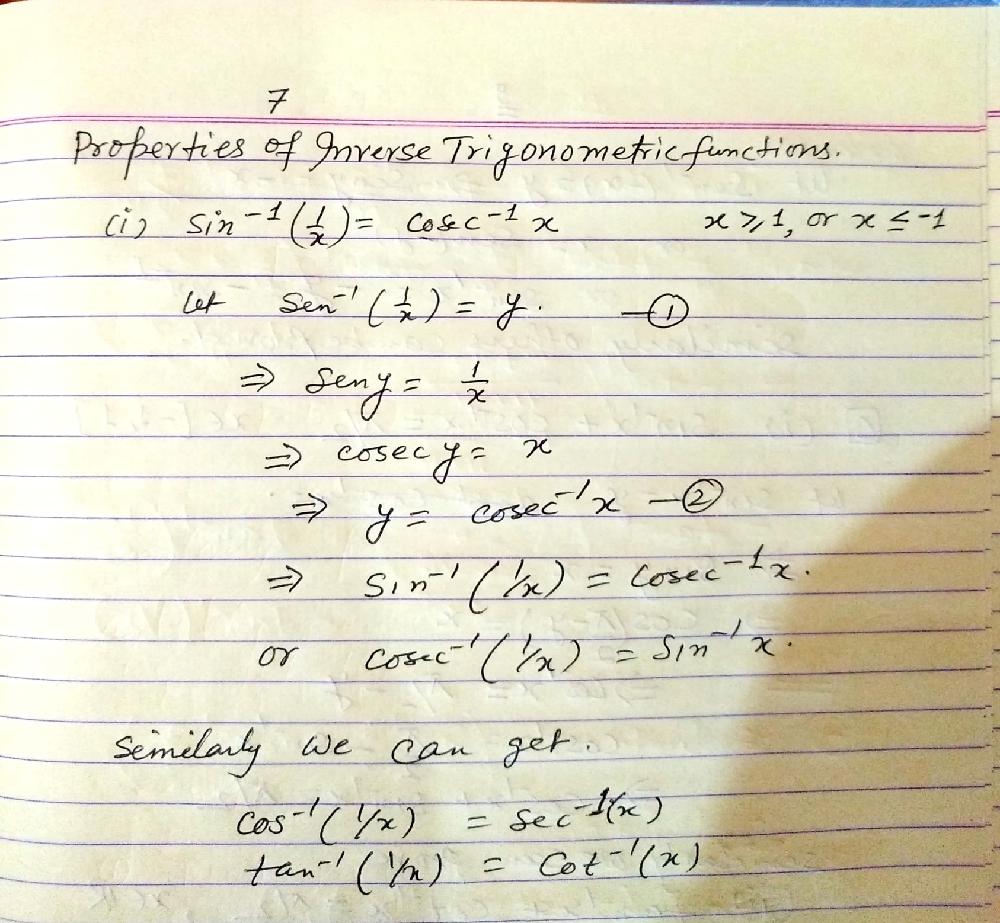 7
Properties of Inverse Trigonometric functions.
(i) sin⁻¹(1/x) = cosec⁻¹ x x ≥ 1, or x ≤ -1
Let sin⁻¹(1/x) = y. —①
⇒ sin y = 1/x
⇒ cosec y = x
⇒ y = cosec⁻¹x —②
⇒ sin⁻¹(1/x) = cosec⁻¹x.
or cosec⁻¹(1/x) = sin⁻¹x.
Similarly we can get.
cos⁻¹(1/x) = sec⁻¹(x)
tan⁻¹(1/x) = cot⁻¹(x)